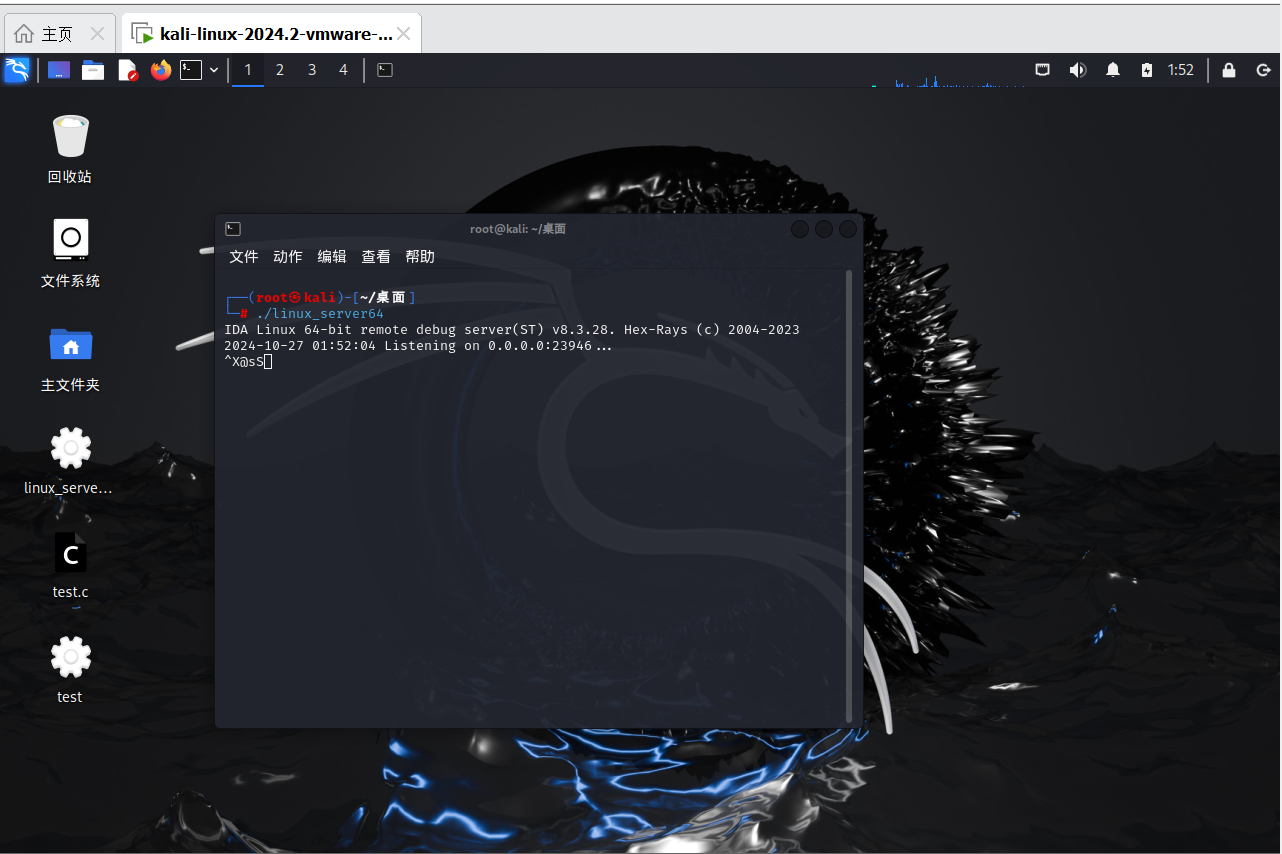 主页
kali-linux-2024.2-vmware-...
1 2 3 4
1:52
回收站
文件系统
主文件夹
linux_serve...
test.c
test
root@kali: ~/桌面
文件 动作 编辑 查看 帮助
┌──(root㉿kali)-[~/桌面]
└─# ./linux_server64
IDA Linux 64-bit remote debug server(ST) v8.3.28. Hex-Rays (c) 2004-2023
2024-10-27 01:52:04 Listening on 0.0.0.0:23946...
^X@sS